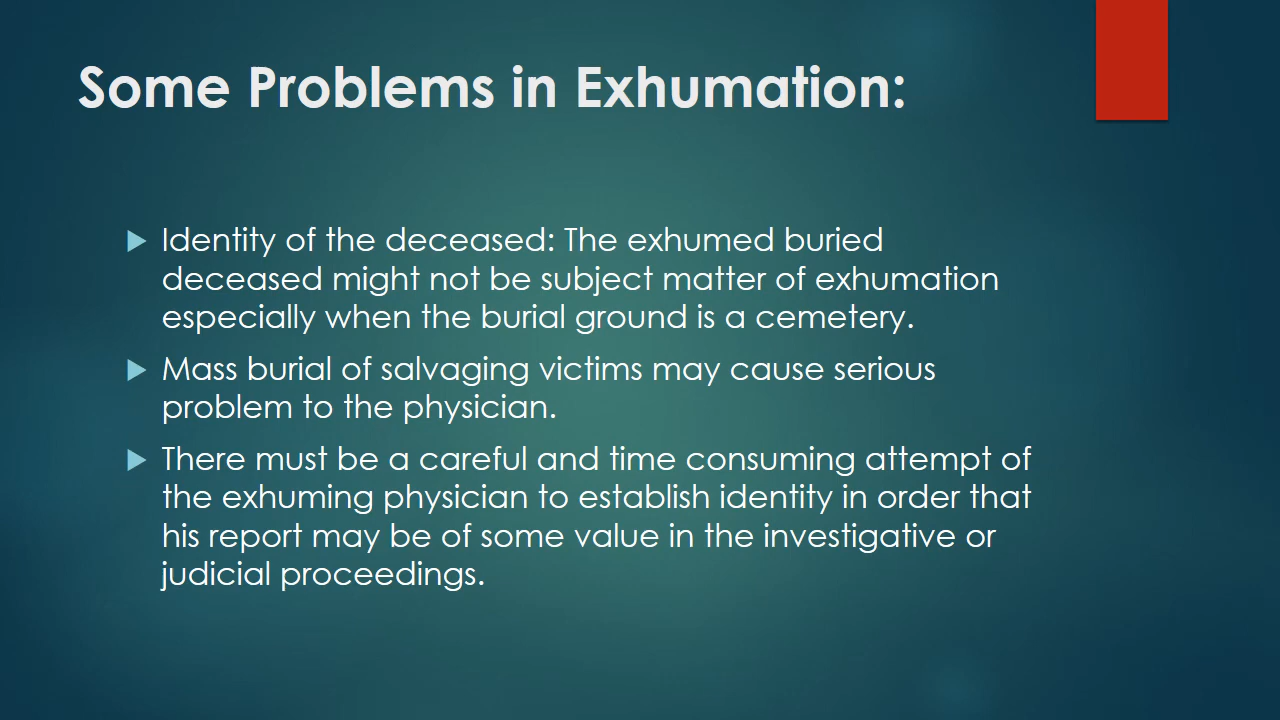 Some Problems in Exhumation:
Identity of the deceased: The exhumed buried
deceased might not be subject matter of exhumation
especially when the burial ground is a cemetery.
Mass burial of salvaging victims may cause serious
problem to the physician.
There must be a careful and time consuming attempt of
the exhuming physician to establish identity in order that
his report may be of some value in the investigative or
judicial proceedings.